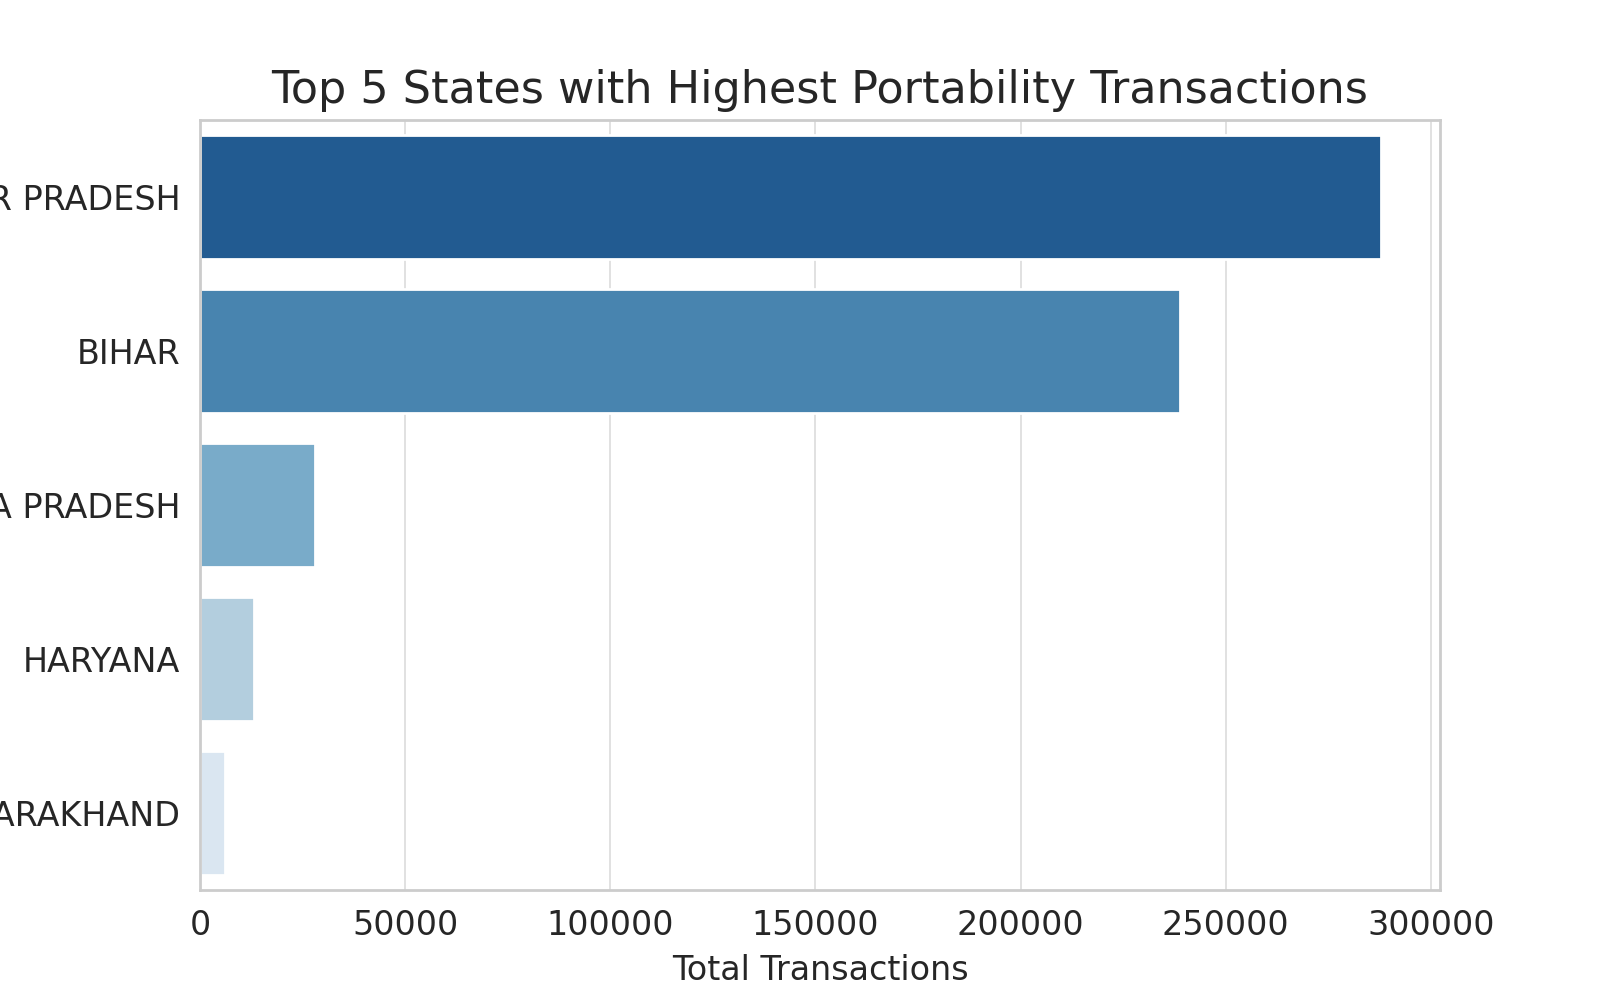 Top 5 States with Highest Portability Transactions
R PRADESH
BIHAR
A PRADESH
HARYANA
ARAKHAND
0 50000 100000 150000 200000 250000 300000
Total Transactions